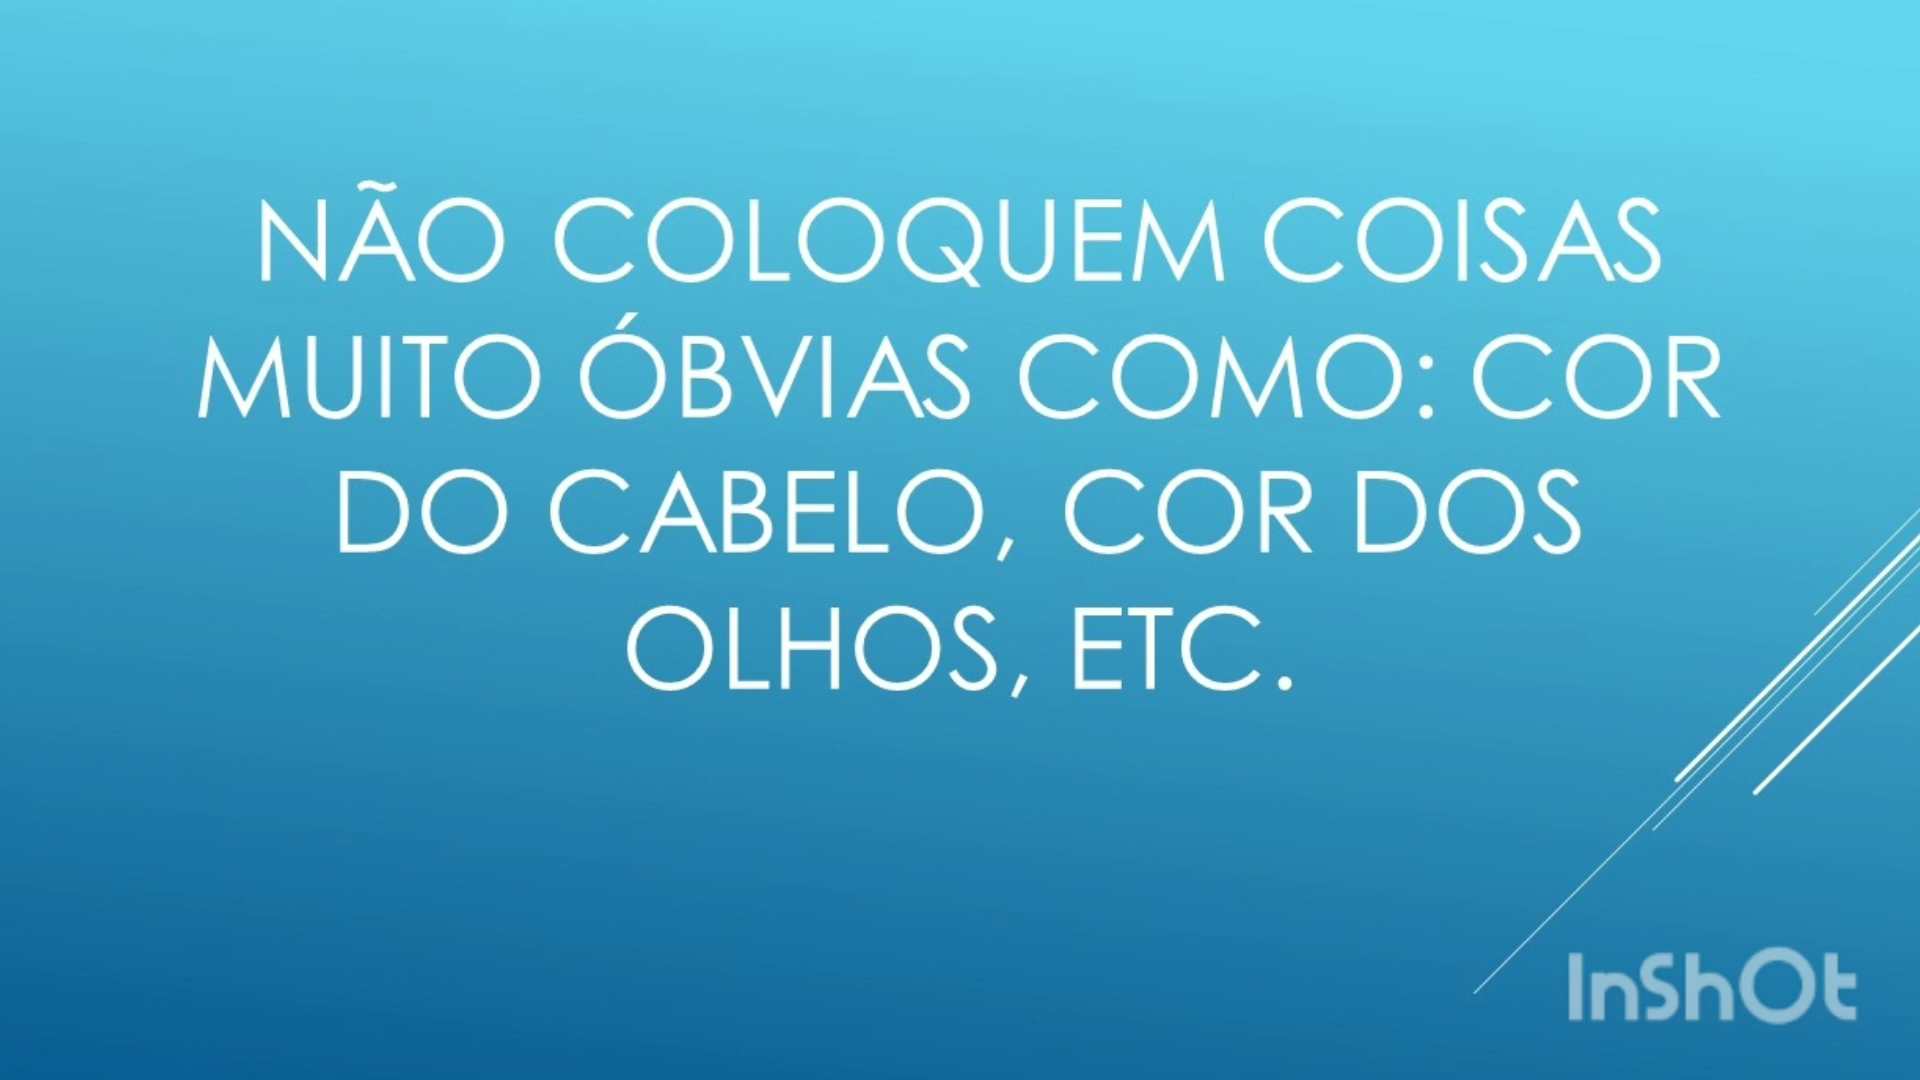 NÃO COLOQUEM COISAS
MUITO ÓBVIAS COMO: COR
DO CABELO, COR DOS
OLHOS, ETC.
InShOt